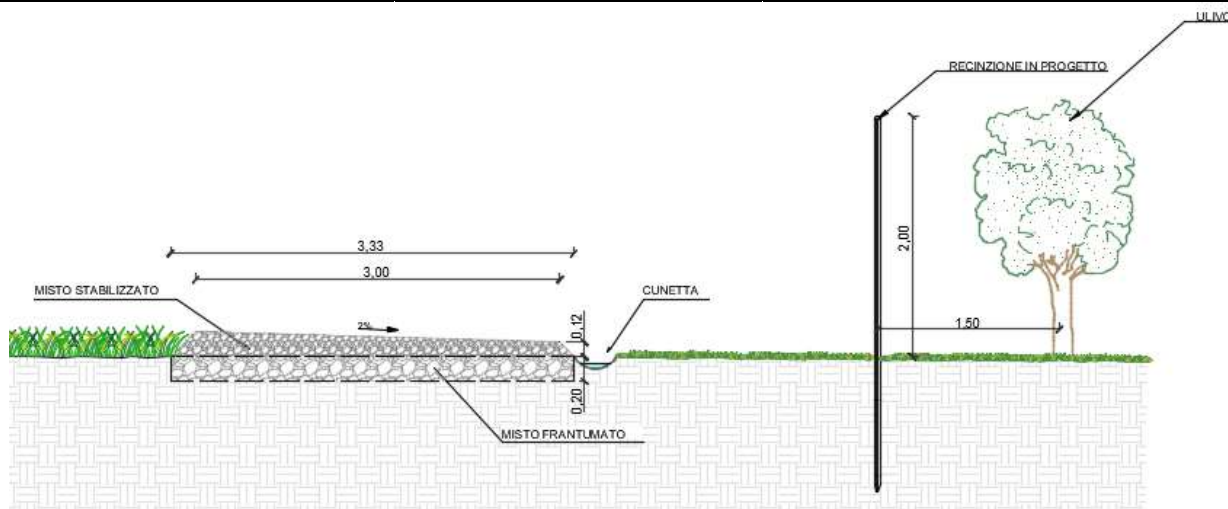 ULIVO
RECINZIONE IN PROGETTO
3,33
3,00
2,00
MISTO STABILIZZATO
CUNETTA
2%
0,12
1,50
0,20
MISTO FRANTUMATO